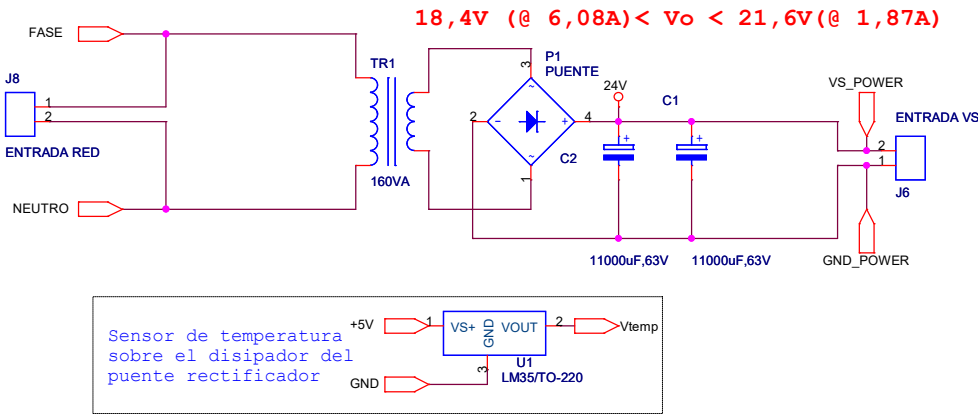 18,4V (@ 6,08A)< Vo < 21,6V(@ 1,87A)
FASE
J8
1
2
ENTRADA RED
NEUTRO
TR1
160VA
P1
PUENTE
3
2
4
1
~
~
-
+
24V
C1
C2
+
+
11000uF,63V
11000uF,63V
VS_POWER
ENTRADA VS
2
1
J6
GND_POWER
Sensor de temperatura
sobre el disipador del
puente rectificador
+5V
1
VS+
GND
VOUT
2
Vtemp
3
GND
U1
LM35/TO-220